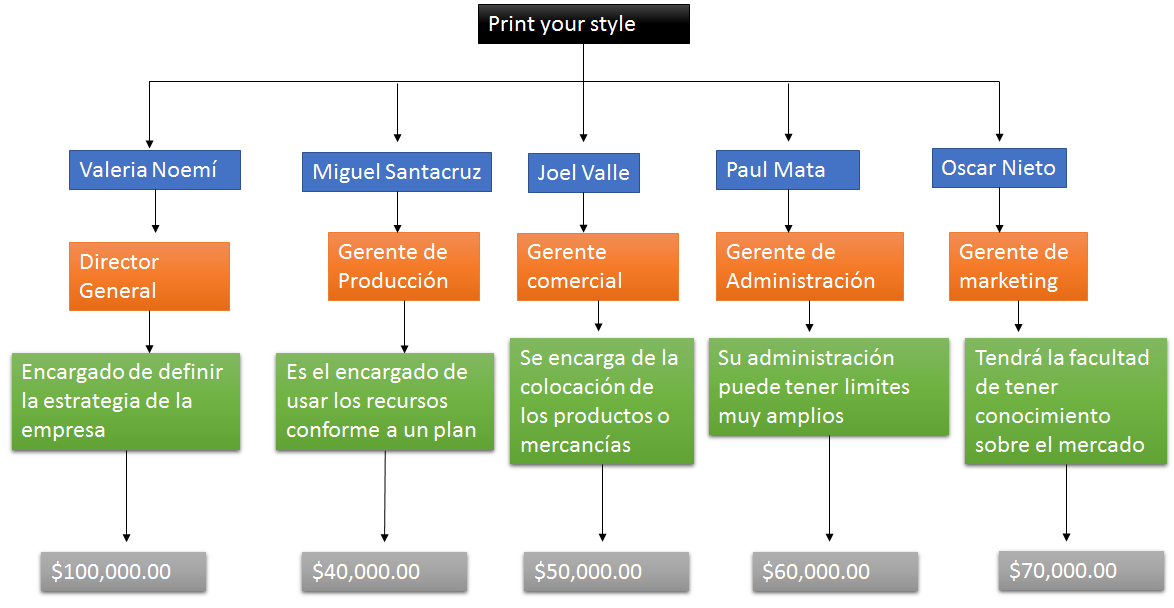 Print your style
Valeria Noemí
Miguel Santacruz
Joel Valle
Paul Mata
Oscar Nieto
Director
General
Gerente de
Producción
Gerente
comercial
Gerente de
Administración
Gerente de
marketing
Encargado de definir
la estrategia de la
empresa
Es el encargado de
usar los recursos
conforme a un plan
Se encarga de la
colocación de
los productos o
mercancías
Su administración
puede tener limites
muy amplios
Tendrá la facultad
de tener
conocimiento
sobre el mercado
$100,000.00
$40,000.00
$50,000.00
$60,000.00
$70,000.00